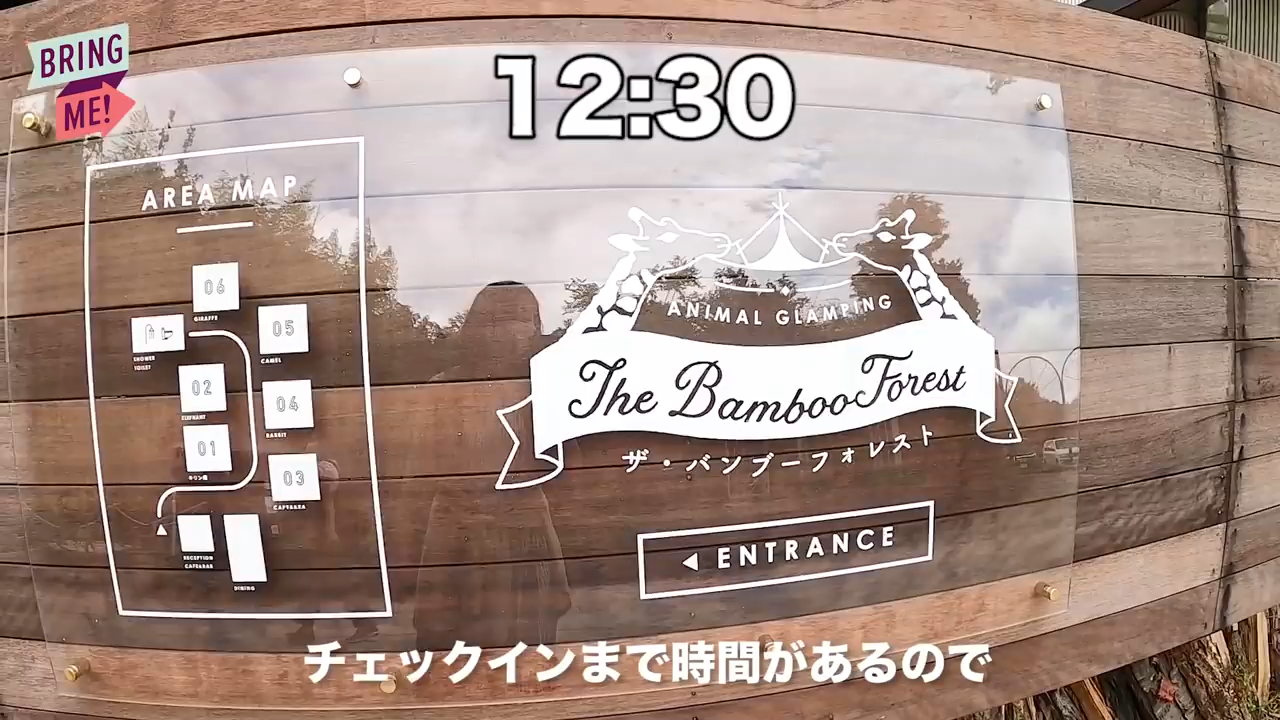 BRING
ME!
12:30
AREA MAP
06
GIRAFFE
SHOWER
TOILET
05
CAMEL
02
ELEPHANT
04
RABBIT
01
03
RECEPTION
CAFE&BAR
DINING
ANIMAL GLAMPING
The Bamboo Forest
ザ・バンブーフォレスト
◀ ENTRANCE
チェックインまで時間があるので